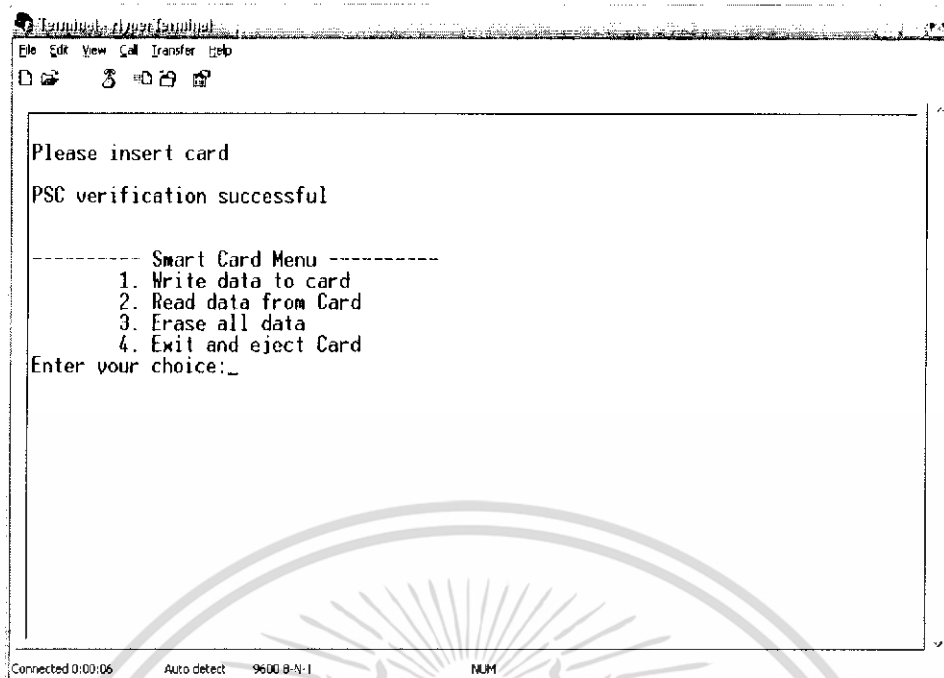 Terminal - HyperTerminal
File Edit View Call Transfer Help
Please insert card
PSC verification successful
---------- Smart Card Menu ----------
1. Write data to card
2. Read data from Card
3. Erase all data
4. Exit and eject Card
Enter your choice:_
Connected 0:00:06 Auto detect 9600 8-N-1 NUM